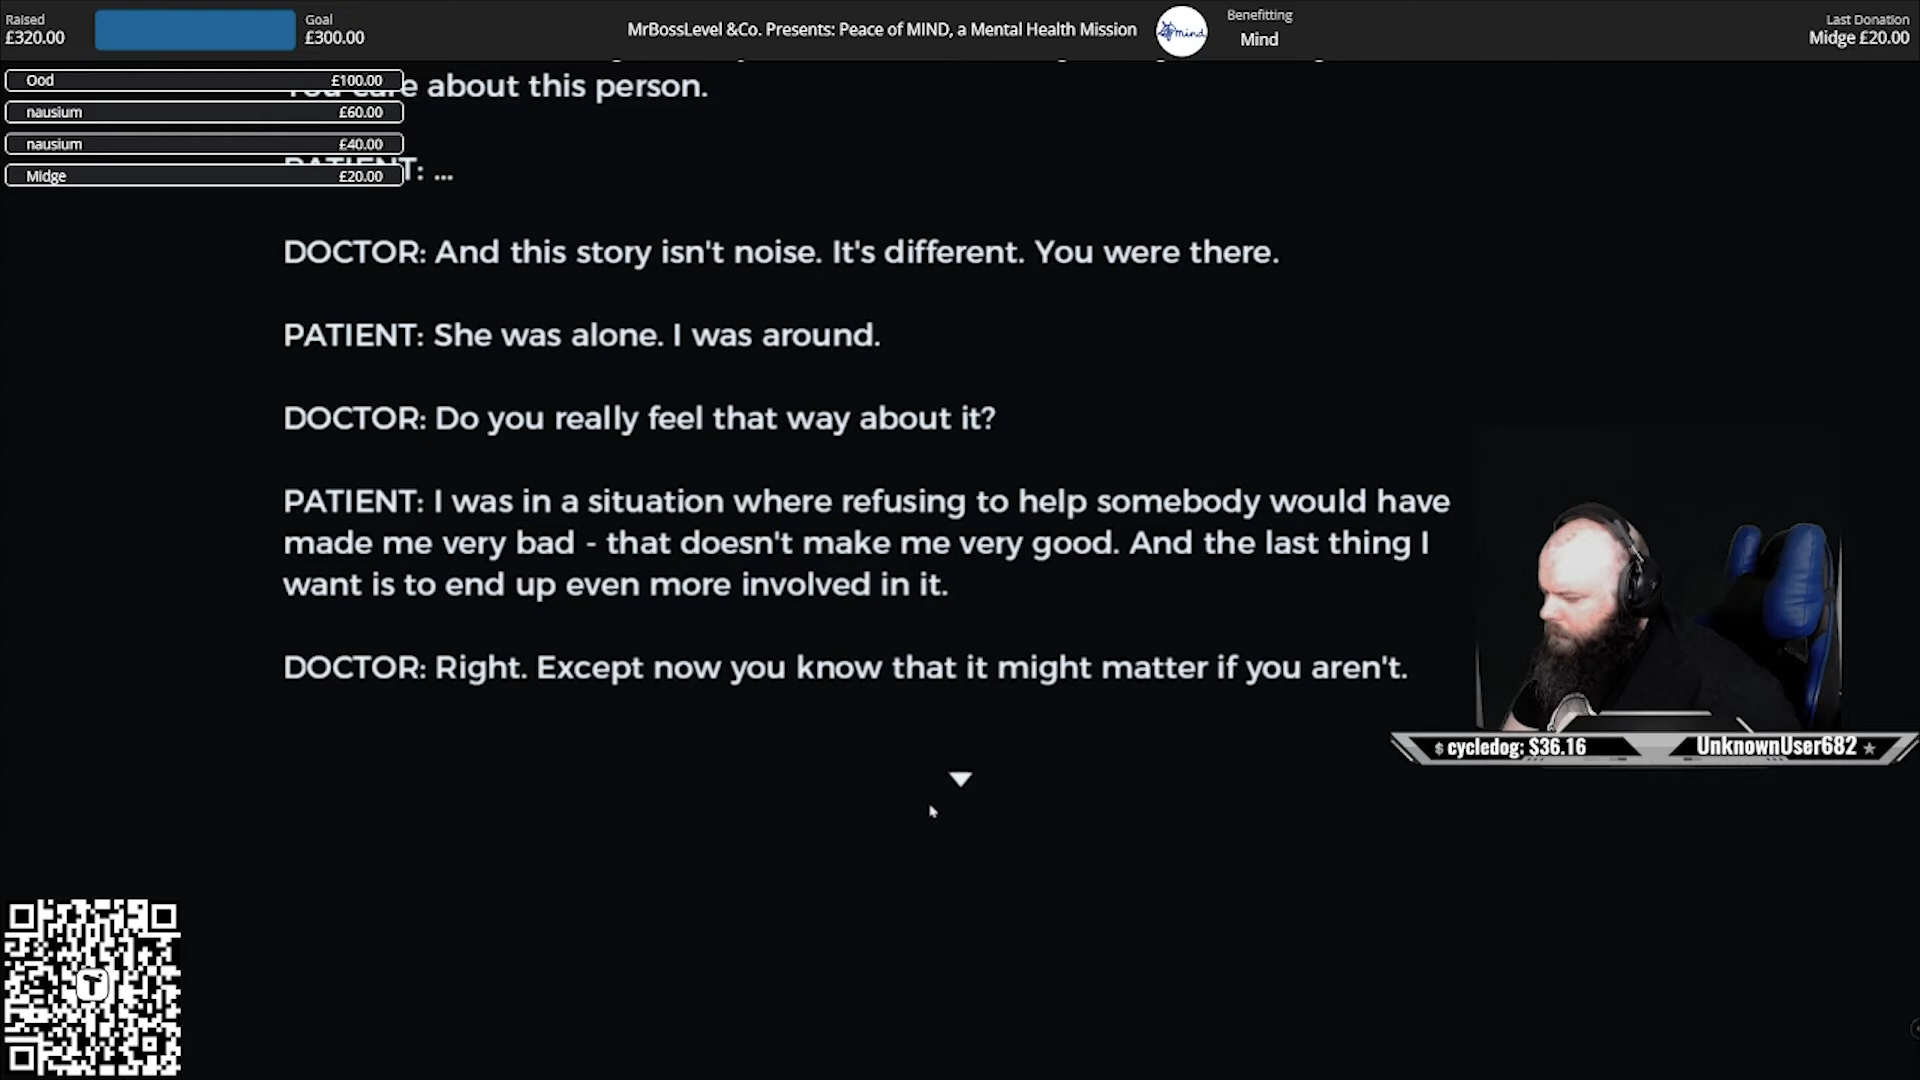 Raised
£320.00
Goal
£300.00
MrBossLevel &Co. Presents: Peace of MIND, a Mental Health Mission
mind
Benefitting
Mind
Last Donation
Midge £20.00
Ood £100.00
nausium £60.00
nausium £40.00
Midge £20.00
You care about this person.
PATIENT: ...
DOCTOR: And this story isn't noise. It's different. You were there.
PATIENT: She was alone. I was around.
DOCTOR: Do you really feel that way about it?
PATIENT: I was in a situation where refusing to help somebody would have
made me very bad - that doesn't make me very good. And the last thing I
want is to end up even more involved in it.
DOCTOR: Right. Except now you know that it might matter if you aren't.
$ cycledog: $36.16
UnknownUser682